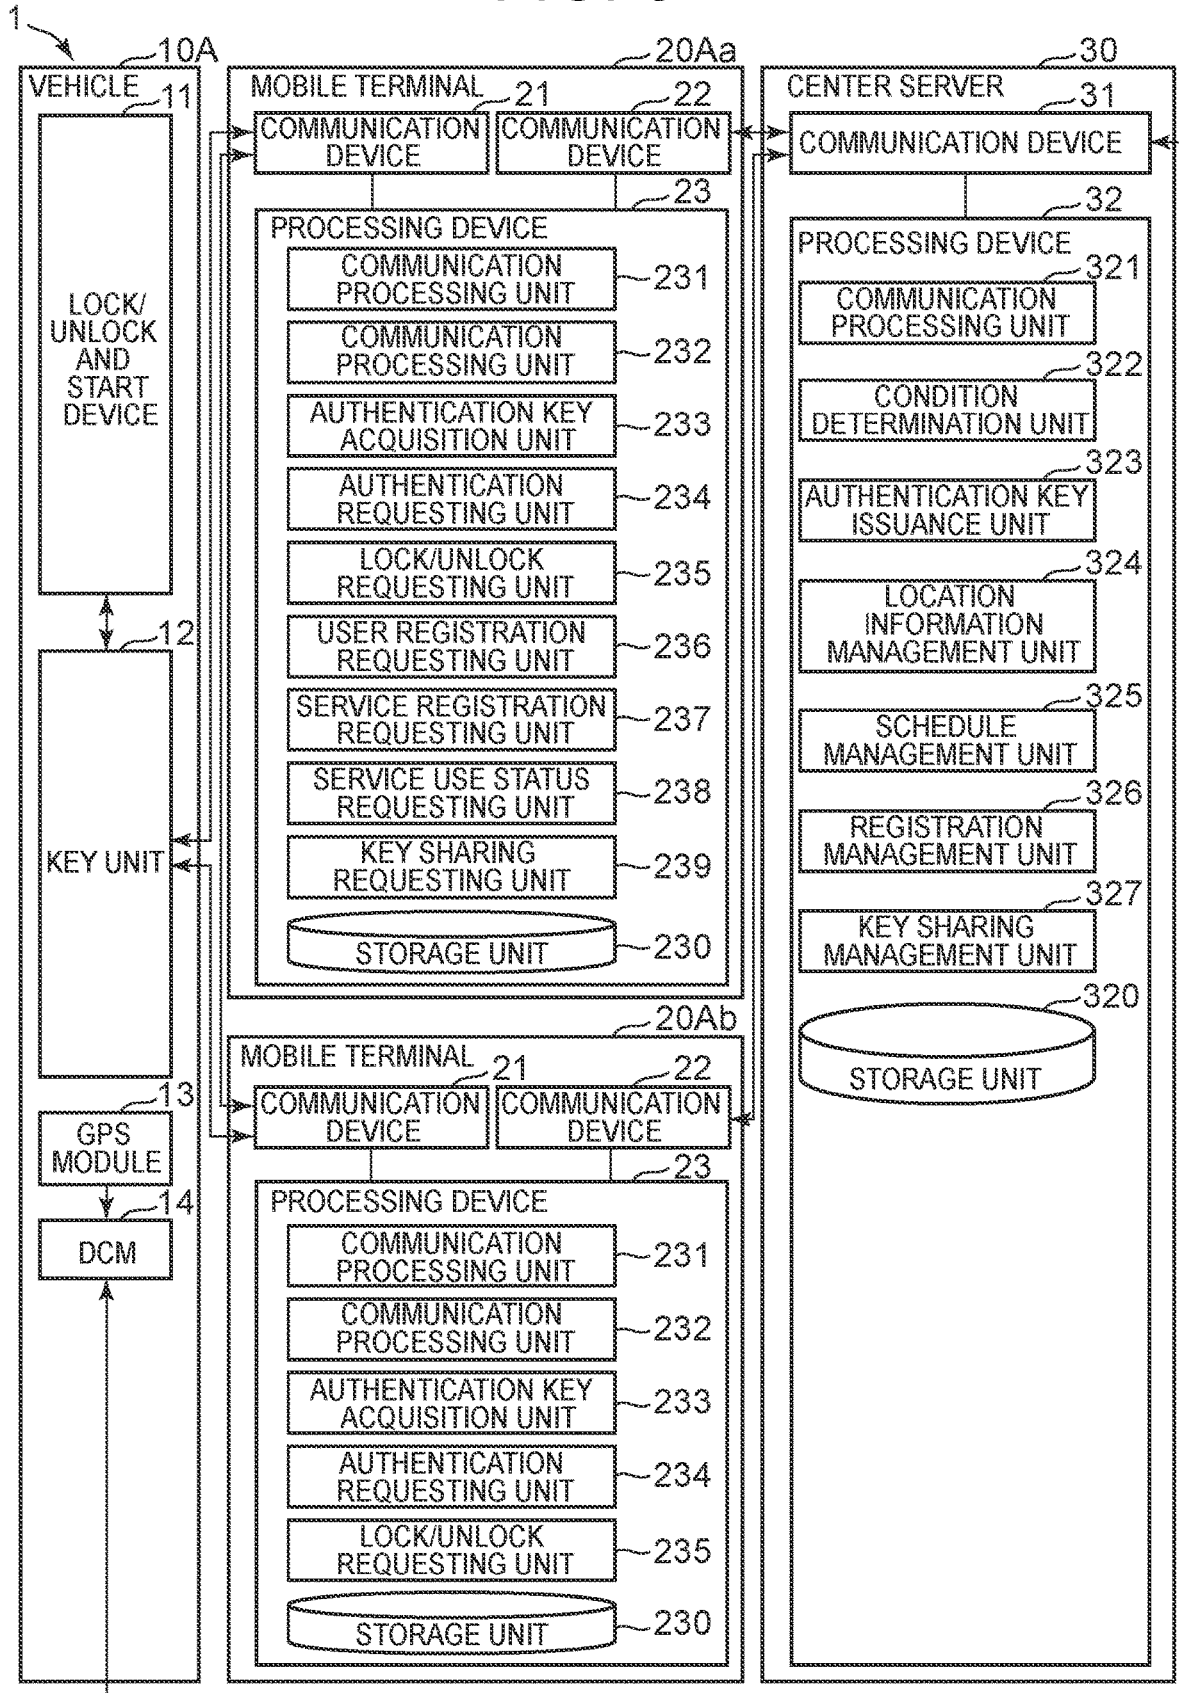 1
10A
VEHICLE
11
LOCK/
UNLOCK
AND
START
DEVICE
12
KEY UNIT
13
GPS
MODULE
14
DCM
20Aa
MOBILE TERMINAL
21
COMMUNICATION
DEVICE
22
COMMUNICATION
DEVICE
23
PROCESSING DEVICE
COMMUNICATION
PROCESSING UNIT
231
COMMUNICATION
PROCESSING UNIT
232
AUTHENTICATION KEY
ACQUISITION UNIT
233
AUTHENTICATION
REQUESTING UNIT
234
LOCK/UNLOCK
REQUESTING UNIT
235
USER REGISTRATION
REQUESTING UNIT
236
SERVICE REGISTRATION
REQUESTING UNIT
237
SERVICE USE STATUS
REQUESTING UNIT
238
KEY SHARING
REQUESTING UNIT
239
STORAGE UNIT
230
20Ab
MOBILE TERMINAL
21
COMMUNICATION
DEVICE
22
COMMUNICATION
DEVICE
23
PROCESSING DEVICE
COMMUNICATION
PROCESSING UNIT
231
COMMUNICATION
PROCESSING UNIT
232
AUTHENTICATION KEY
ACQUISITION UNIT
233
AUTHENTICATION
REQUESTING UNIT
234
LOCK/UNLOCK
REQUESTING UNIT
235
STORAGE UNIT
230
30
CENTER SERVER
31
COMMUNICATION DEVICE
32
PROCESSING DEVICE
321
COMMUNICATION
PROCESSING UNIT
322
CONDITION
DETERMINATION UNIT
323
AUTHENTICATION KEY
ISSUANCE UNIT
324
LOCATION
INFORMATION
MANAGEMENT UNIT
325
SCHEDULE
MANAGEMENT UNIT
326
REGISTRATION
MANAGEMENT UNIT
327
KEY SHARING
MANAGEMENT UNIT
320
STORAGE UNIT